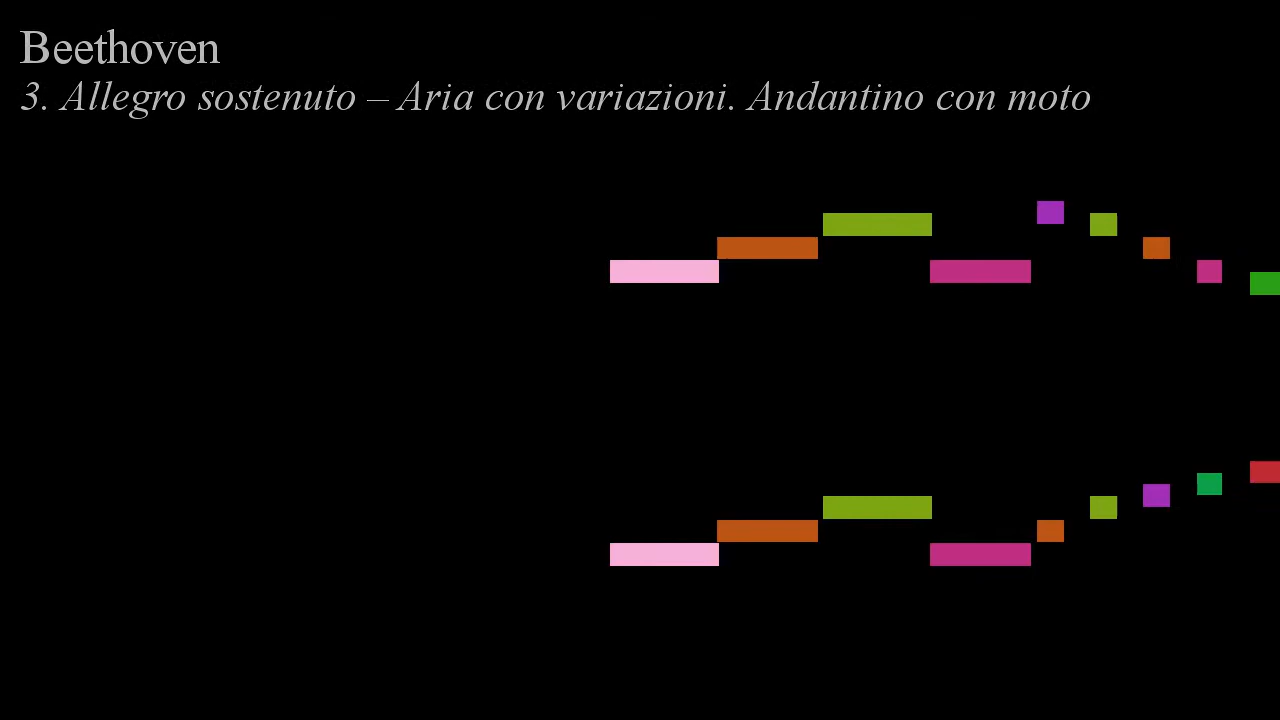 Beethoven
3. Allegro sostenuto – Aria con variazioni. Andantino con moto